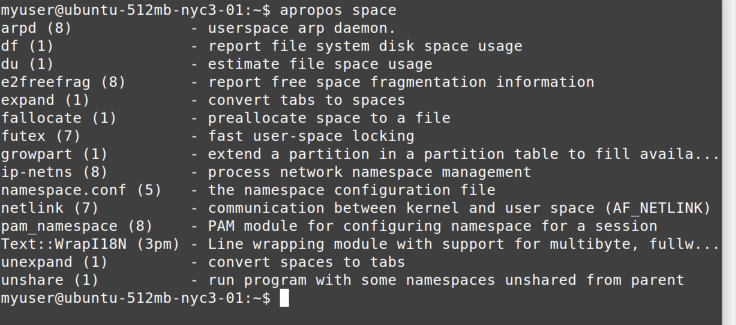 myuser@ubuntu-512mb-nyc3-01:~$ apropos space
arpd (8)             - userspace arp daemon.
df (1)               - report file system disk space usage
du (1)               - estimate file space usage
e2freefrag (8)       - report free space fragmentation information
expand (1)           - convert tabs to spaces
fallocate (1)        - preallocate space to a file
futex (7)            - fast user-space locking
growpart (1)         - extend a partition in a partition table to fill availa...
ip-netns (8)         - process network namespace management
namespace.conf (5)   - the namespace configuration file
netlink (7)          - communication between kernel and user space (AF_NETLINK)
pam_namespace (8)    - PAM module for configuring namespace for a session
Text::WrapI18N (3pm) - Line wrapping module with support for multibyte, fullw...
unexpand (1)         - convert spaces to tabs
unshare (1)          - run program with some namespaces unshared from parent
myuser@ubuntu-512mb-nyc3-01:~$